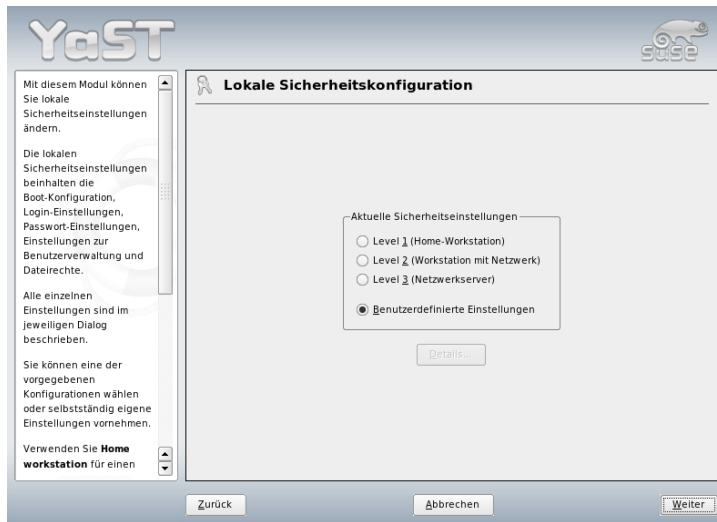 YaST
SUSE
Mit diesem Modul können
Sie lokale
Sicherheitseinstellungen
ändern.
Die lokalen
Sicherheitseinstellungen
beinhalten die
Boot-Konfiguration,
Login-Einstellungen,
Passwort-Einstellungen,
Einstellungen zur
Benutzerverwaltung und
Dateirechte.
Alle einzelnen
Einstellungen sind im
jeweiligen Dialog
beschrieben.
Sie können eine der
vorgegebenen
Konfigurationen wählen
oder selbstständig eigene
Einstellungen vornehmen.
Verwenden Sie Home
workstation für einen
Lokale Sicherheitskonfiguration
Aktuelle Sicherheitseinstellungen
Level 1 (Home-Workstation)
Level 2 (Workstation mit Netzwerk)
Level 3 (Netzwerkserver)
Benutzerdefinierte Einstellungen
Details...
Zurück
Abbrechen
Weiter